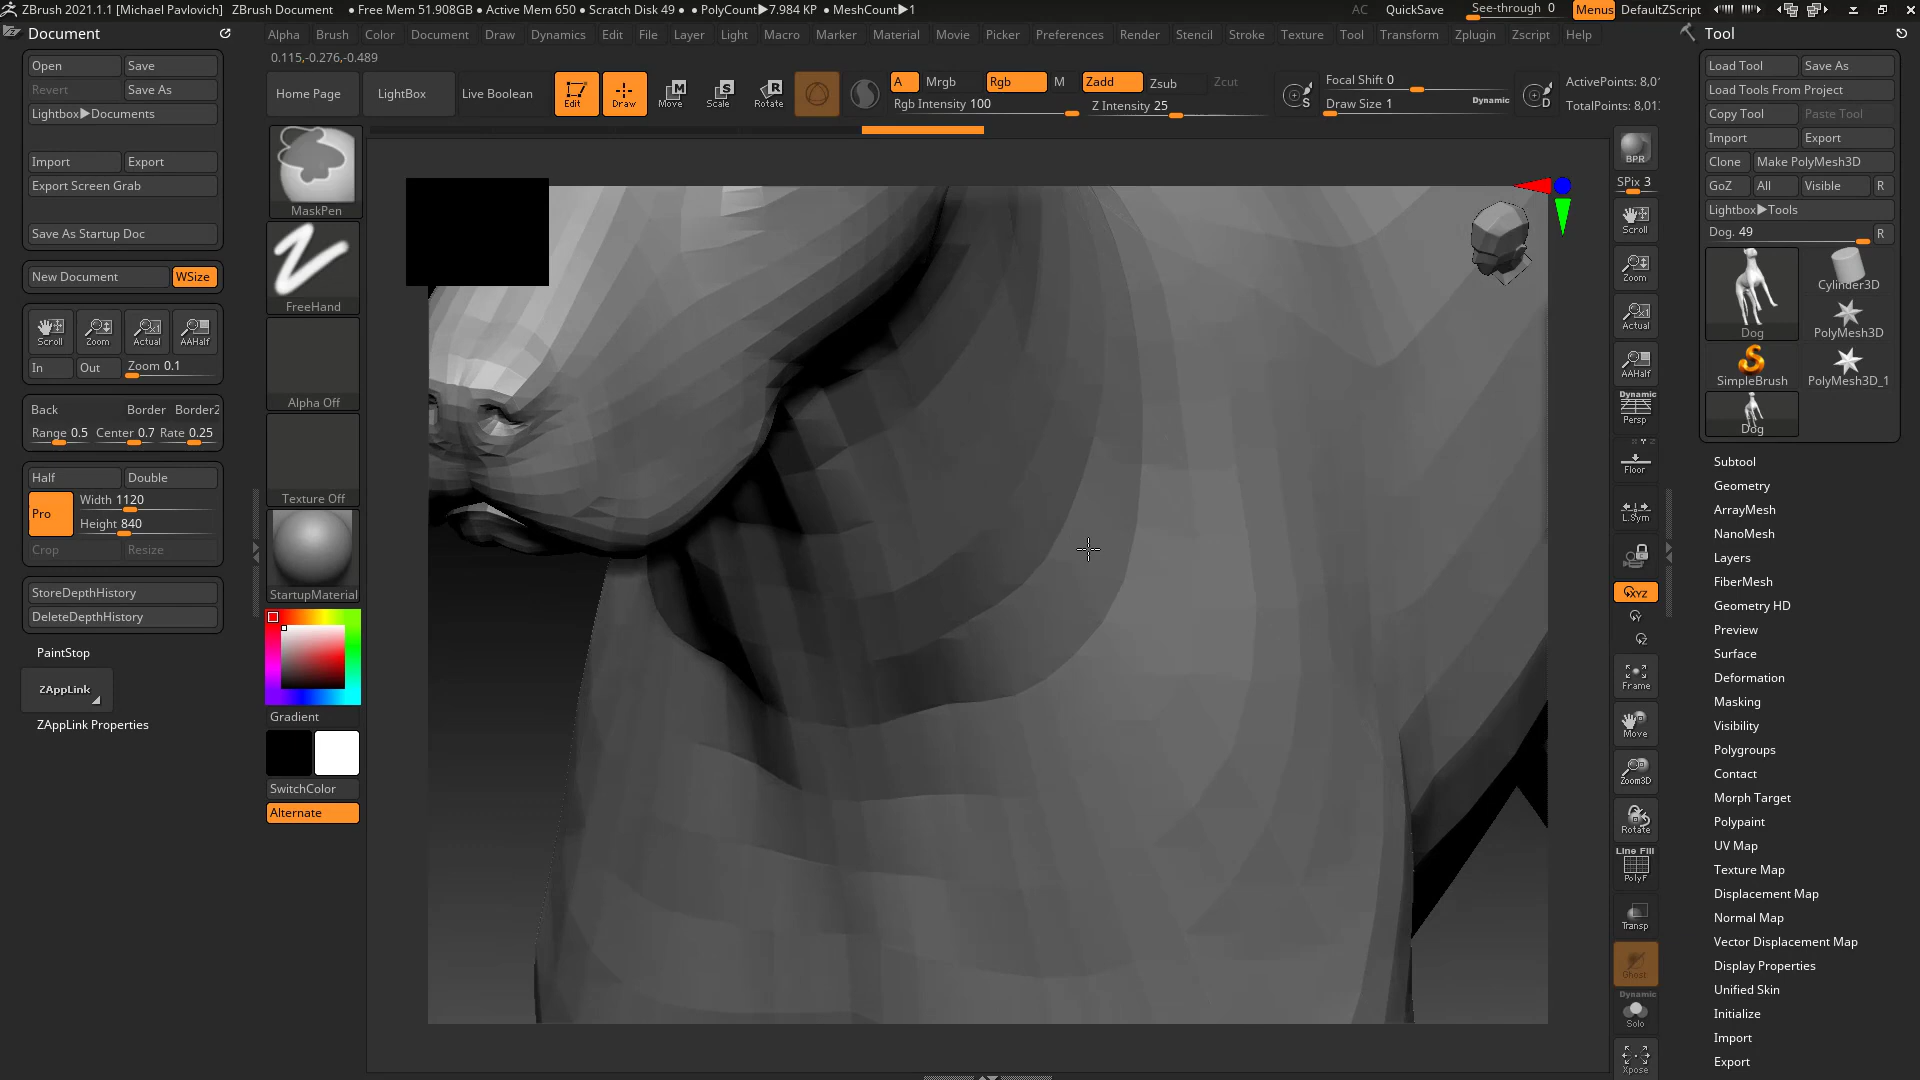 ZBrush 2021.1.1 [Michael Pavlovich] ZBrush Document • Free Mem 51.908GB • Active Mem 650 • Scratch Disk 49 • PolyCount▶7.984 KP • MeshCount▶1 AC QuickSave See-through 0 Menus DefaultZScript
Document
Alpha Brush Color Document Draw Dynamics Edit File Layer Light Macro Marker Material Movie Picker Preferences Render Stencil Stroke Texture Tool Transform Zplugin Zscript Help
Tool
0.115,-0.276,-0.489
Open Save
Revert Save As
Lightbox▶Documents
Import Export
Export Screen Grab
Save As Startup Doc
New Document WSize
Scroll Zoom Actual AAHalf
In Out Zoom 0.1
Back Border Border2
Range 0.5 Center 0.7 Rate 0.25
Half Double
Pro Width 1120
Height 840
Crop Resize
StoreDepthHistory
DeleteDepthHistory
PaintStop
ZAppLink
ZAppLink Properties
Home Page LightBox Live Boolean Edit Draw Move Scale Rotate
A Mrgb Rgb M Zadd Zsub Zcut
Rgb Intensity 100 Z Intensity 25
S Focal Shift 0
Draw Size 1 Dynamic
D ActivePoints: 8,01
TotalPoints: 8,01
MaskPen
FreeHand
Alpha Off
Texture Off
StartupMaterial
Gradient
SwitchColor
Alternate
BPR
SPix 3
Scroll
Zoom
Actual
AAHalf
Dynamic
Persp
Floor
L.Sym
XYZ
Y
Z
Frame
Move
Zoom3D
Rotate
Line Fill
PolyF
Transp
Ghost
Dynamic
Solo
Xpose
Load Tool Save As
Load Tools From Project
Copy Tool Paste Tool
Import Export
Clone Make PolyMesh3D
GoZ All Visible R
Lightbox▶Tools
Dog. 49 R
Dog Cylinder3D
PolyMesh3D
SimpleBrush PolyMesh3D_1
Dog
Subtool
Geometry
ArrayMesh
NanoMesh
Layers
FiberMesh
Geometry HD
Preview
Surface
Deformation
Masking
Visibility
Polygroups
Contact
Morph Target
Polypaint
UV Map
Texture Map
Displacement Map
Normal Map
Vector Displacement Map
Display Properties
Unified Skin
Initialize
Import
Export